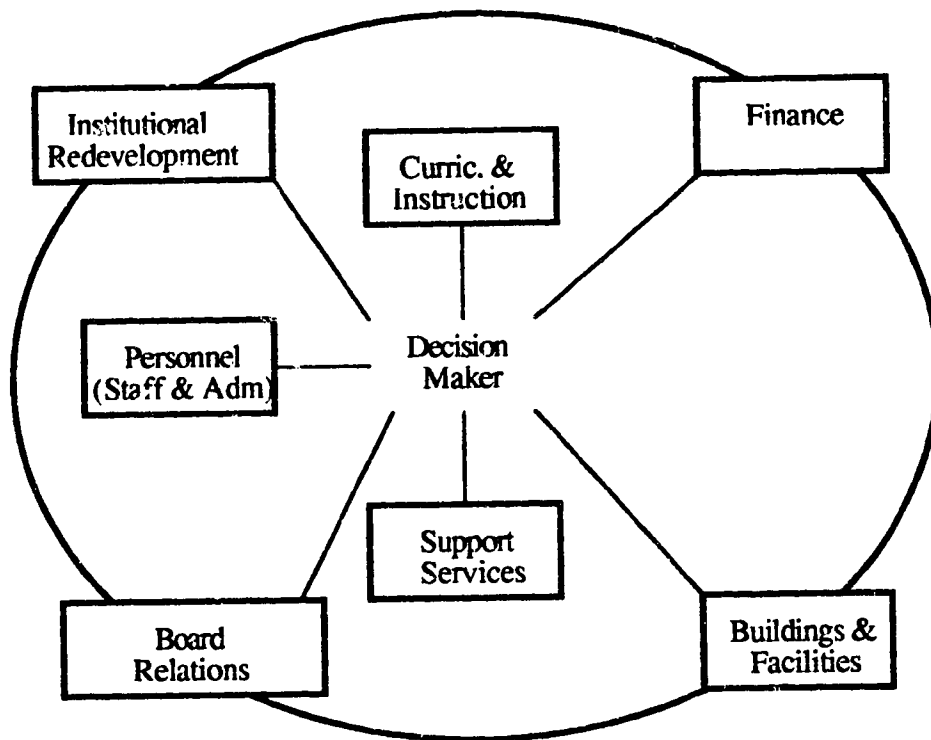 Institutional
Redevelopment
Finance
Curric. &
Instruction
Personnel
(Staff & Adm)
Decision
Maker
Support
Services
Board
Relations
Buildings &
Facilities